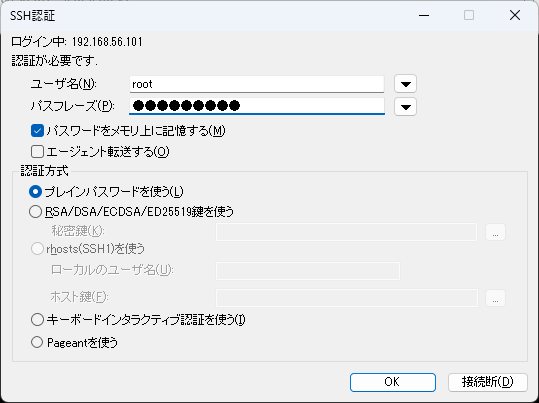 SSH認証
ログイン中: 192.168.56.101
認証が必要です.
ユーザ名(N):
root
パスフレーズ(P):
●●●●●●●●●
パスワードをメモリ上に記憶する(M)
エージェント転送する(O)
認証方式
プレインパスワードを使う(L)
RSA/DSA/ECDSA/ED25519鍵を使う
秘密鍵(K):
...
rhosts(SSH1)を使う
ローカルのユーザ名(U):
ホスト鍵(F):
...
キーボードインタラクティブ認証を使う(I)
Pageantを使う
OK
接続断(D)